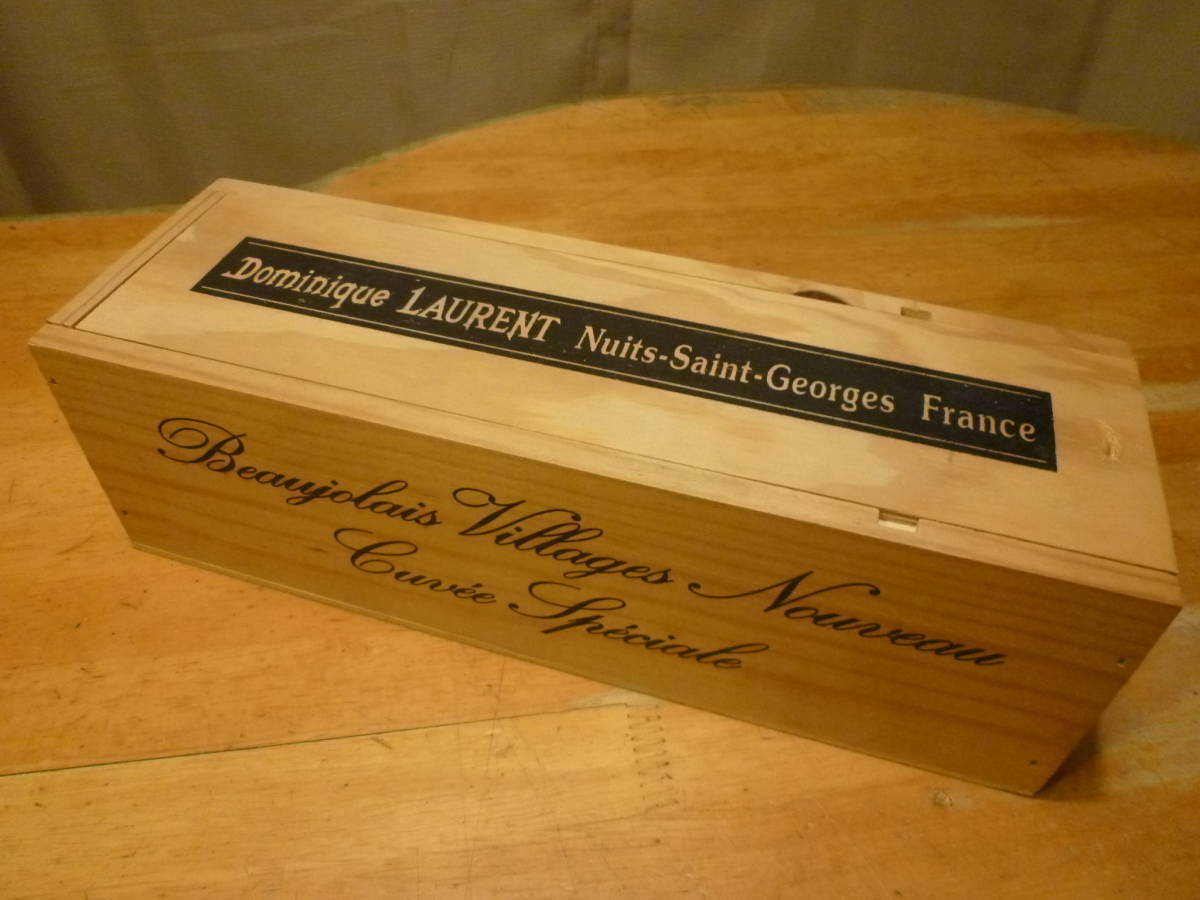 Dominique LAURENT Nuits-Saint-Georges France
Beaujolais Villages Nouveau
Cuvée Spéciale